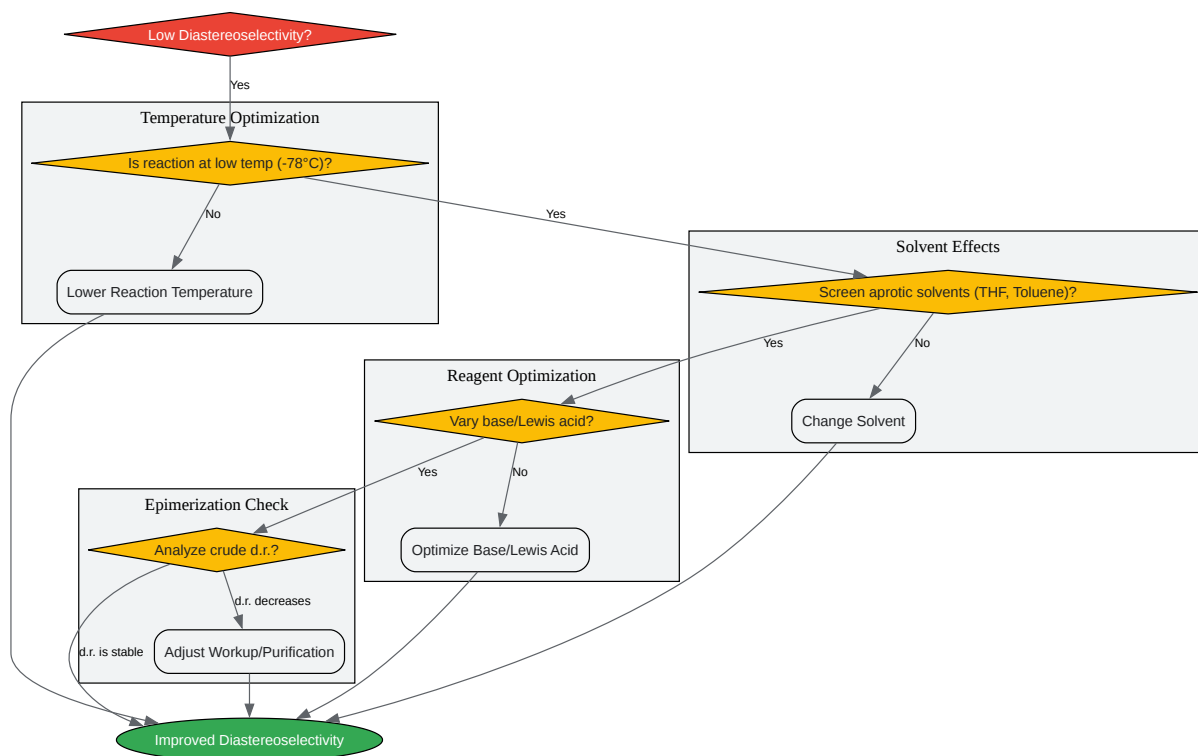 Low Diastereoselectivity?
Yes
Temperature Optimization
Is reaction at low temp (-78°C)?
No
Yes
Lower Reaction Temperature
Solvent Effects
Screen aprotic solvents (THF, Toluene)?
Yes
No
Change Solvent
Reagent Optimization
Vary base/Lewis acid?
Yes
No
Optimize Base/Lewis Acid
Epimerization Check
Analyze crude d.r.?
d.r. decreases
d.r. is stable
Adjust Workup/Purification
Improved Diastereoselectivity